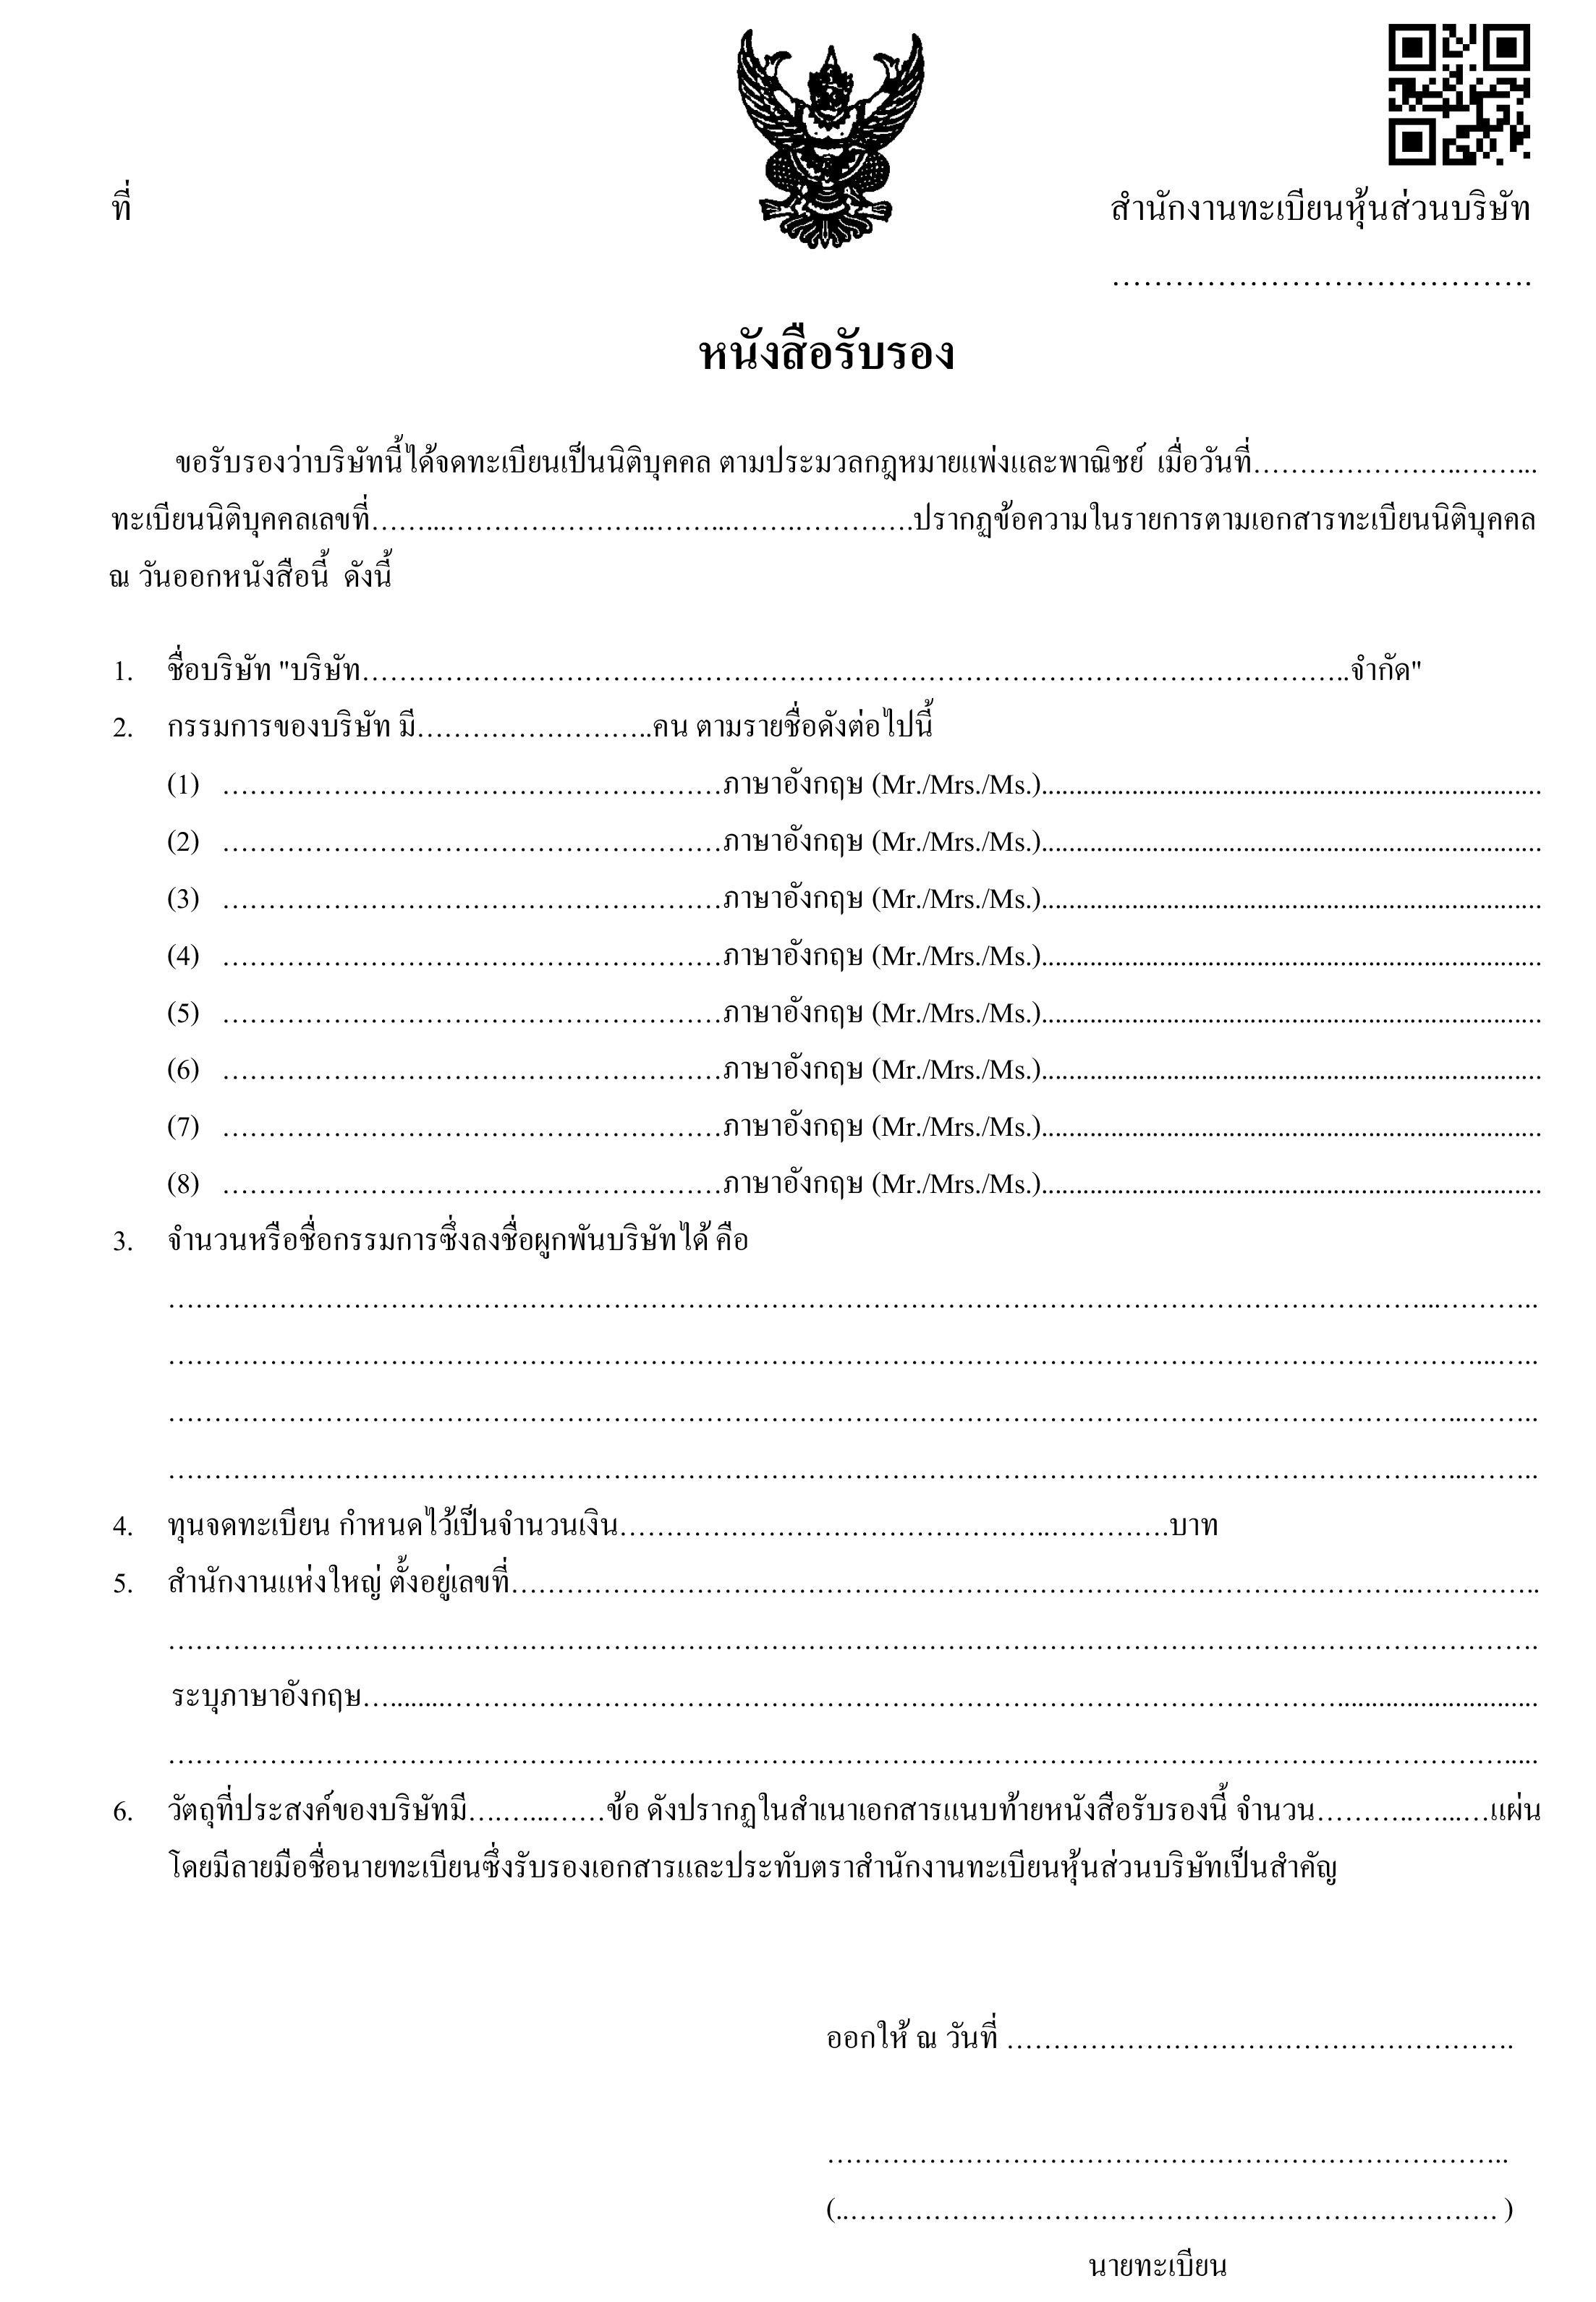 ที่
สำนักงานทะเบียนหุ้นส่วนบริษัท
………………………………….
หนังสือรับรอง
ขอรับรองว่าบริษัทนี้ได้จดทะเบียนเป็นนิติบุคคล ตามประมวลกฎหมายแพ่งและพาณิชย์ เมื่อวันที่…………………..……..
ทะเบียนนิติบุคคลเลขที่……...…………………..……...…….………….ปรากฏข้อความในรายการตามเอกสารทะเบียนนิติบุคคล
ณ วันออกหนังสือนี้ ดังนี้
1. ชื่อบริษัท "บริษัท……………………………………………………………………………………………..จำกัด"
2. กรรมการของบริษัท มี……………………..คน ตามรายชื่อดังต่อไปนี้
(1) ………………………………………………ภาษาอังกฤษ (Mr./Mrs./Ms.)........................................................................
(2) ………………………………………………ภาษาอังกฤษ (Mr./Mrs./Ms.)........................................................................
(3) ………………………………………………ภาษาอังกฤษ (Mr./Mrs./Ms.)........................................................................
(4) ………………………………………………ภาษาอังกฤษ (Mr./Mrs./Ms.)........................................................................
(5) ………………………………………………ภาษาอังกฤษ (Mr./Mrs./Ms.)........................................................................
(6) ………………………………………………ภาษาอังกฤษ (Mr./Mrs./Ms.)........................................................................
(7) ………………………………………………ภาษาอังกฤษ (Mr./Mrs./Ms.)........................................................................
(8) ………………………………………………ภาษาอังกฤษ (Mr./Mrs./Ms.)........................................................................
3. จำนวนหรือชื่อกรรมการซึ่งลงชื่อผูกพันบริษัทได้ คือ
………………………………………………………………………………………………………………………...………..
……………………………………………………………………………………………………………………………...…..
…………………………………………………………………………………………………………………………...……..
…………………………………………………………………………………………………………………………...……..
4. ทุนจดทะเบียน กำหนดไว้เป็นจำนวนเงิน……………………………………….………….บาท
5. สำนักงานแห่งใหญ่ ตั้งอยู่เลขที่……………………………………………………………………………………..…………..
………………………………………………………………………………………………………………………………….
ระบุภาษาอังกฤษ….........……………………………………………………………………………………............................
……………………………………………………………………………………………………………………………….....
6. วัตถุที่ประสงค์ของบริษัทมี………...……ข้อ ดังปรากฏในสำเนาเอกสารแนบท้ายหนังสือรับรองนี้ จำนวน………..…...…แผ่น
โดยมีลายมือชื่อนายทะเบียนซึ่งรับรองเอกสารและประทับตราสำนักงานทะเบียนหุ้นส่วนบริษัทเป็นสำคัญ
ออกให้ ณ วันที่ ……………………………………………….
………………………………………………………………..
(..……………………………………………………………. )
นายทะเบียน